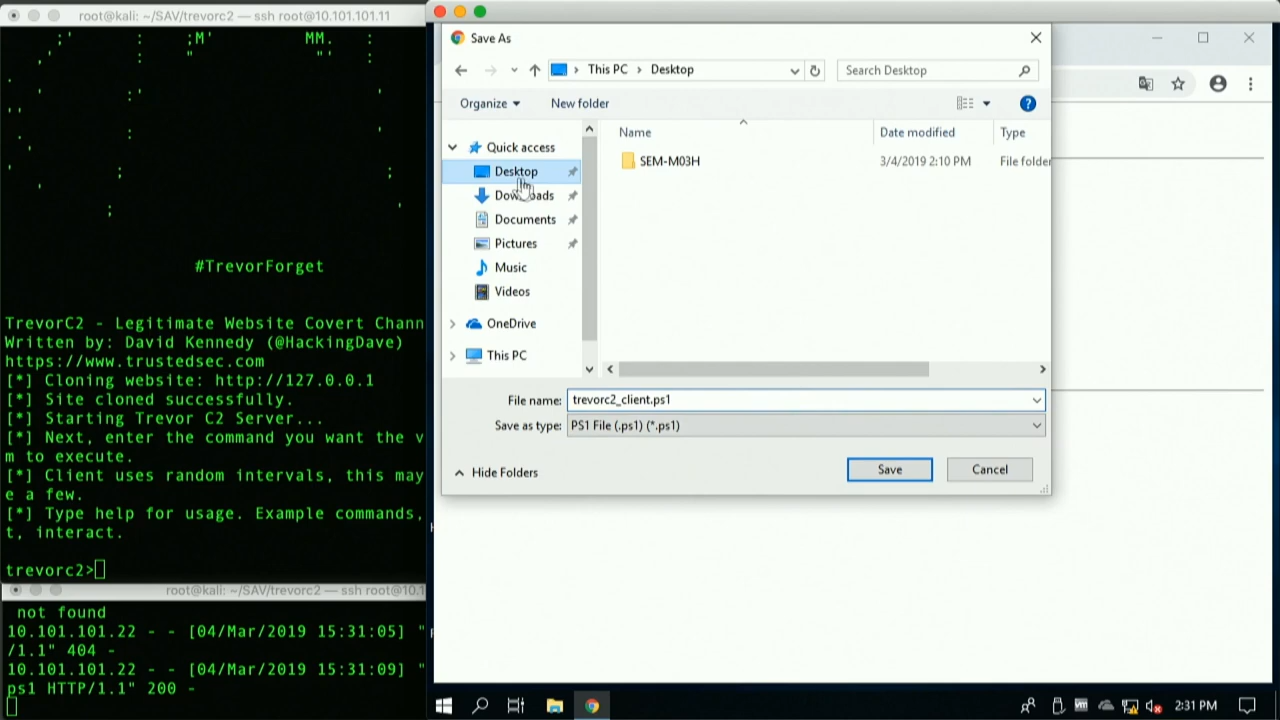 root@kali: ~/SAV/trevorc2 — ssh root@10.101.101.11
#TrevorForget
TrevorC2 - Legitimate Website Covert Chann
Written by: David Kennedy (@HackingDave)
https://www.trustedsec.com
[*] Cloning website: http://127.0.0.1
[*] Site cloned successfully.
[*] Starting Trevor C2 Server...
[*] Next, enter the command you want the v
m to execute.
[*] Client uses random intervals, this may
e a few.
[*] Type help for usage. Example commands,
t, interact.
trevorc2>
root@kali: ~/SAV/trevorc2 — ssh root@10.1
not found
10.101.101.22 - - [04/Mar/2019 15:31:05] "
/1.1" 404 -
10.101.101.22 - - [04/Mar/2019 15:31:09] "
ps1 HTTP/1.1" 200 -
Save As
This PC > Desktop
Search Desktop
Organize
New folder
Name
Date modified
Type
SEM-M03H
3/4/2019 2:10 PM
File folder
Quick access
Desktop
Downloads
Documents
Pictures
Music
Videos
OneDrive
This PC
File name: trevorc2_client.ps1
Save as type: PS1 File (.ps1) (*.ps1)
Hide Folders
Save
Cancel
2:31 PM